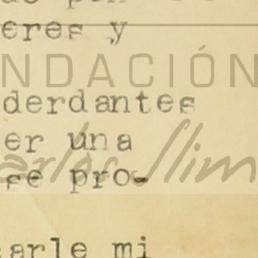 eres y
NDACIÓN
derdantes
er una
Carlos Slim
se pro-
arle mi